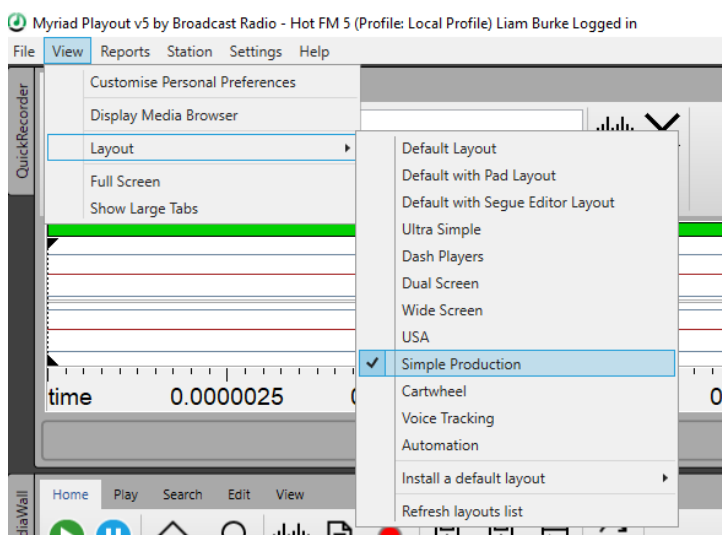 Myriad Playout v5 by Broadcast Radio - Hot FM 5 (Profile: Local Profile) Liam Burke Logged in
File View Reports Station Settings Help
QuickRecorder
Customise Personal Preferences
Display Media Browser
Layout
Full Screen
Show Large Tabs
Default Layout
Default with Pad Layout
Default with Segue Editor Layout
Ultra Simple
Dash Players
Dual Screen
Wide Screen
USA
Simple Production
Cartwheel
Voice Tracking
Automation
Install a default layout
Refresh layouts list
time 0.0000025
Home Play Search Edit View